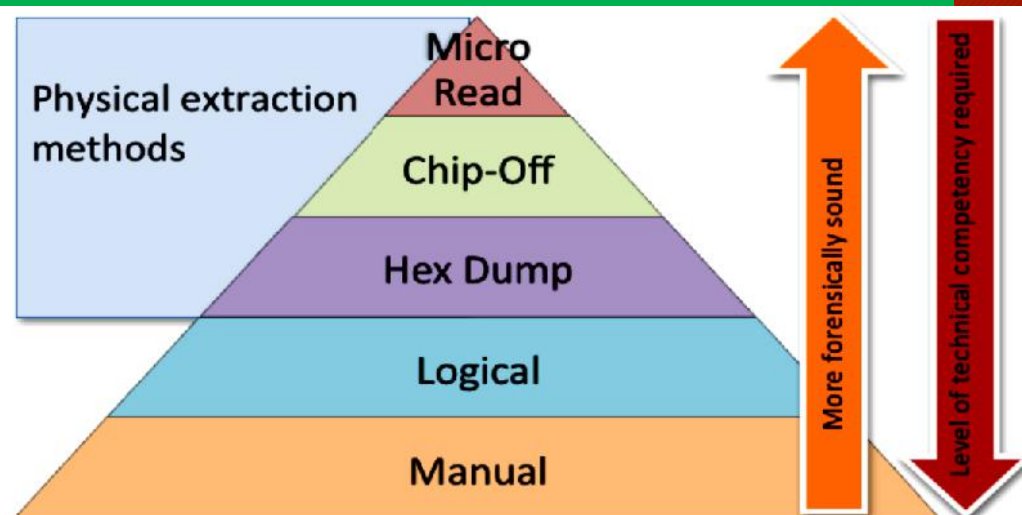 Micro
Read
Physical extraction
methods
Chip-Off
Hex Dump
Logical
Manual
More forensically sound
Level of technical competency required